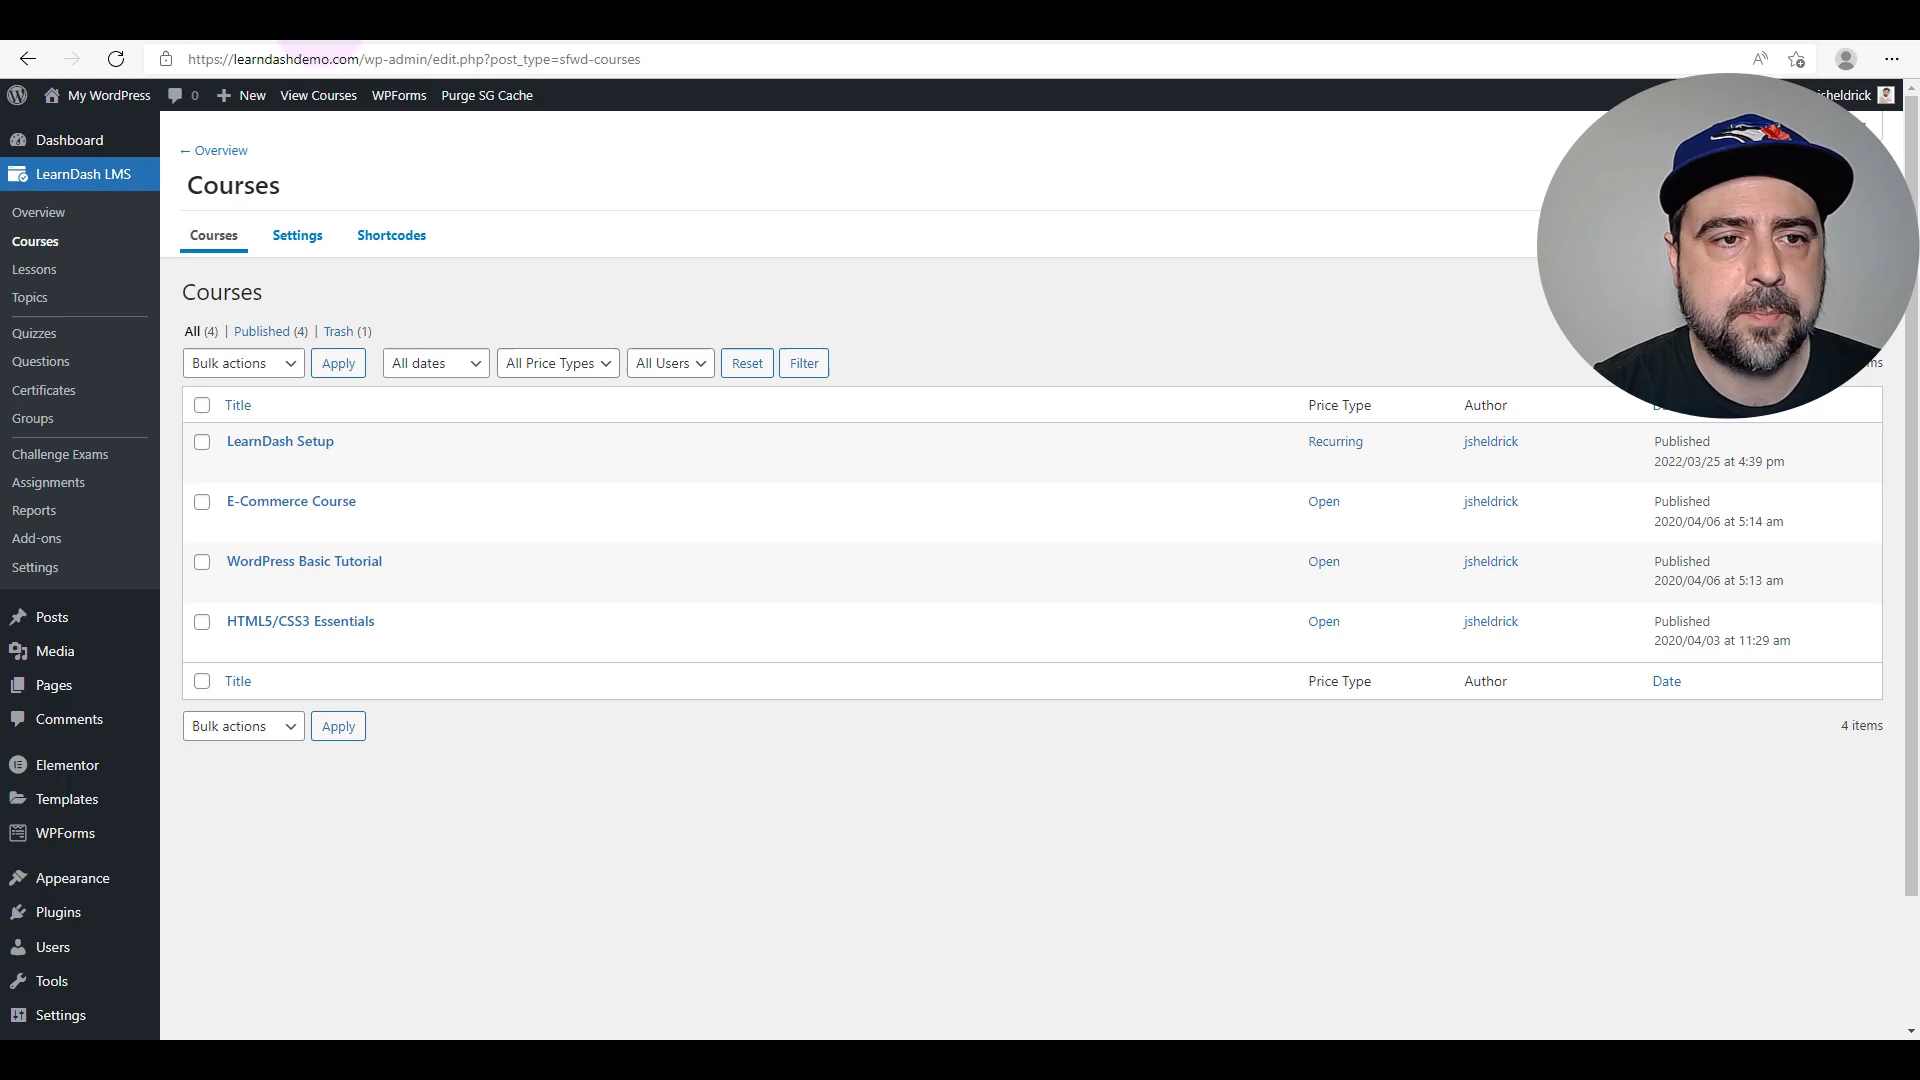 https://learndashdemo.com/wp-admin/edit.php?post_type=sfwd-courses
My WordPress 0 New View Courses WPForms Purge SG Cache
sheldrick
Dashboard
LearnDash LMS
Overview
Courses
Lessons
Topics
Quizzes
Questions
Certificates
Groups
Challenge Exams
Assignments
Reports
Add-ons
Settings
Posts
Media
Pages
Comments
Elementor
Templates
WPForms
Appearance
Plugins
Users
Tools
Settings
← Overview
Courses
Courses Settings Shortcodes
Courses
All (4) | Published (4) | Trash (1)
Bulk actions Apply All dates All Price Types All Users Reset Filter
Title Price Type Author
LearnDash Setup Recurring jsheldrick Published
2022/03/25 at 4:39 pm
E-Commerce Course Open jsheldrick Published
2020/04/06 at 5:14 am
WordPress Basic Tutorial Open jsheldrick Published
2020/04/06 at 5:13 am
HTML5/CSS3 Essentials Open jsheldrick Published
2020/04/03 at 11:29 am
Title Price Type Author Date
Bulk actions Apply 4 items